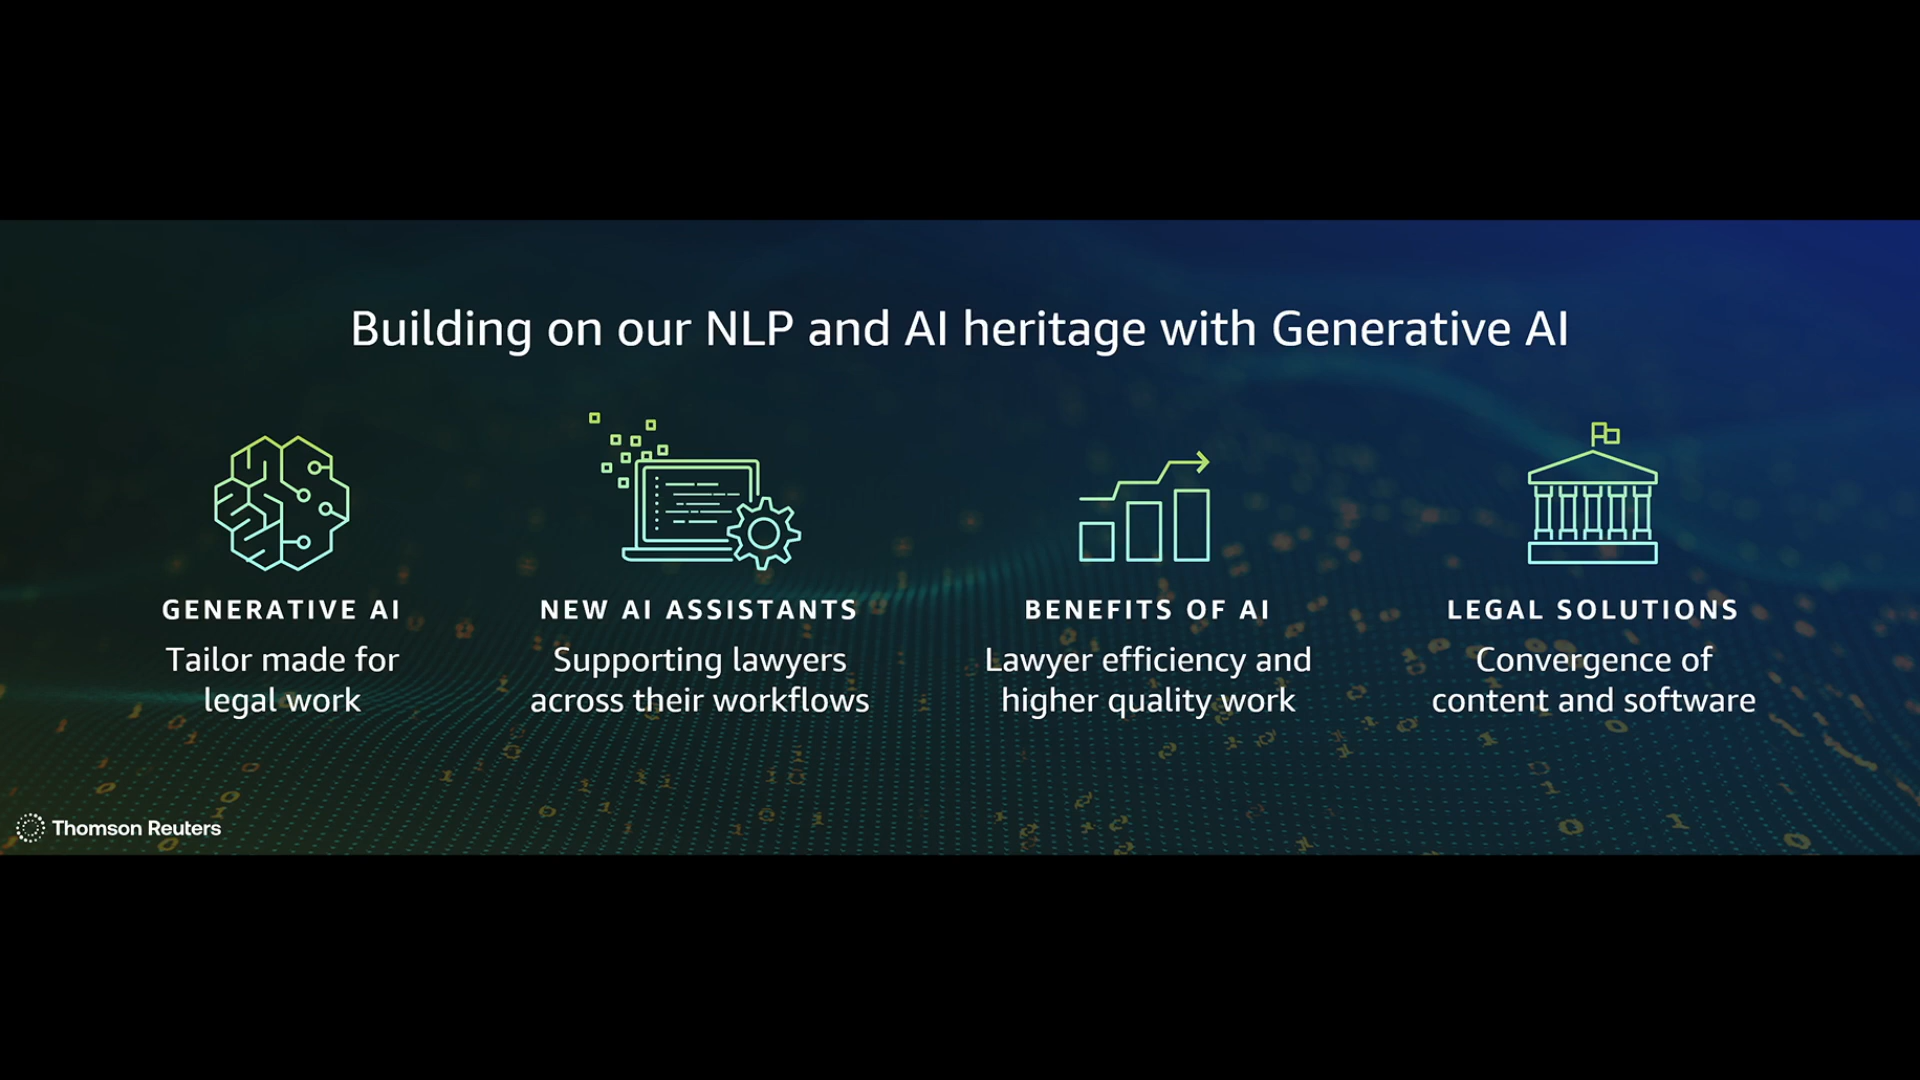 Building on our NLP and AI heritage with Generative AI
GENERATIVE AI
Tailor made for
legal work
NEW AI ASSISTANTS
Supporting lawyers
across their workflows
BENEFITS OF AI
Lawyer efficiency and
higher quality work
LEGAL SOLUTIONS
Convergence of
content and software
Thomson Reuters